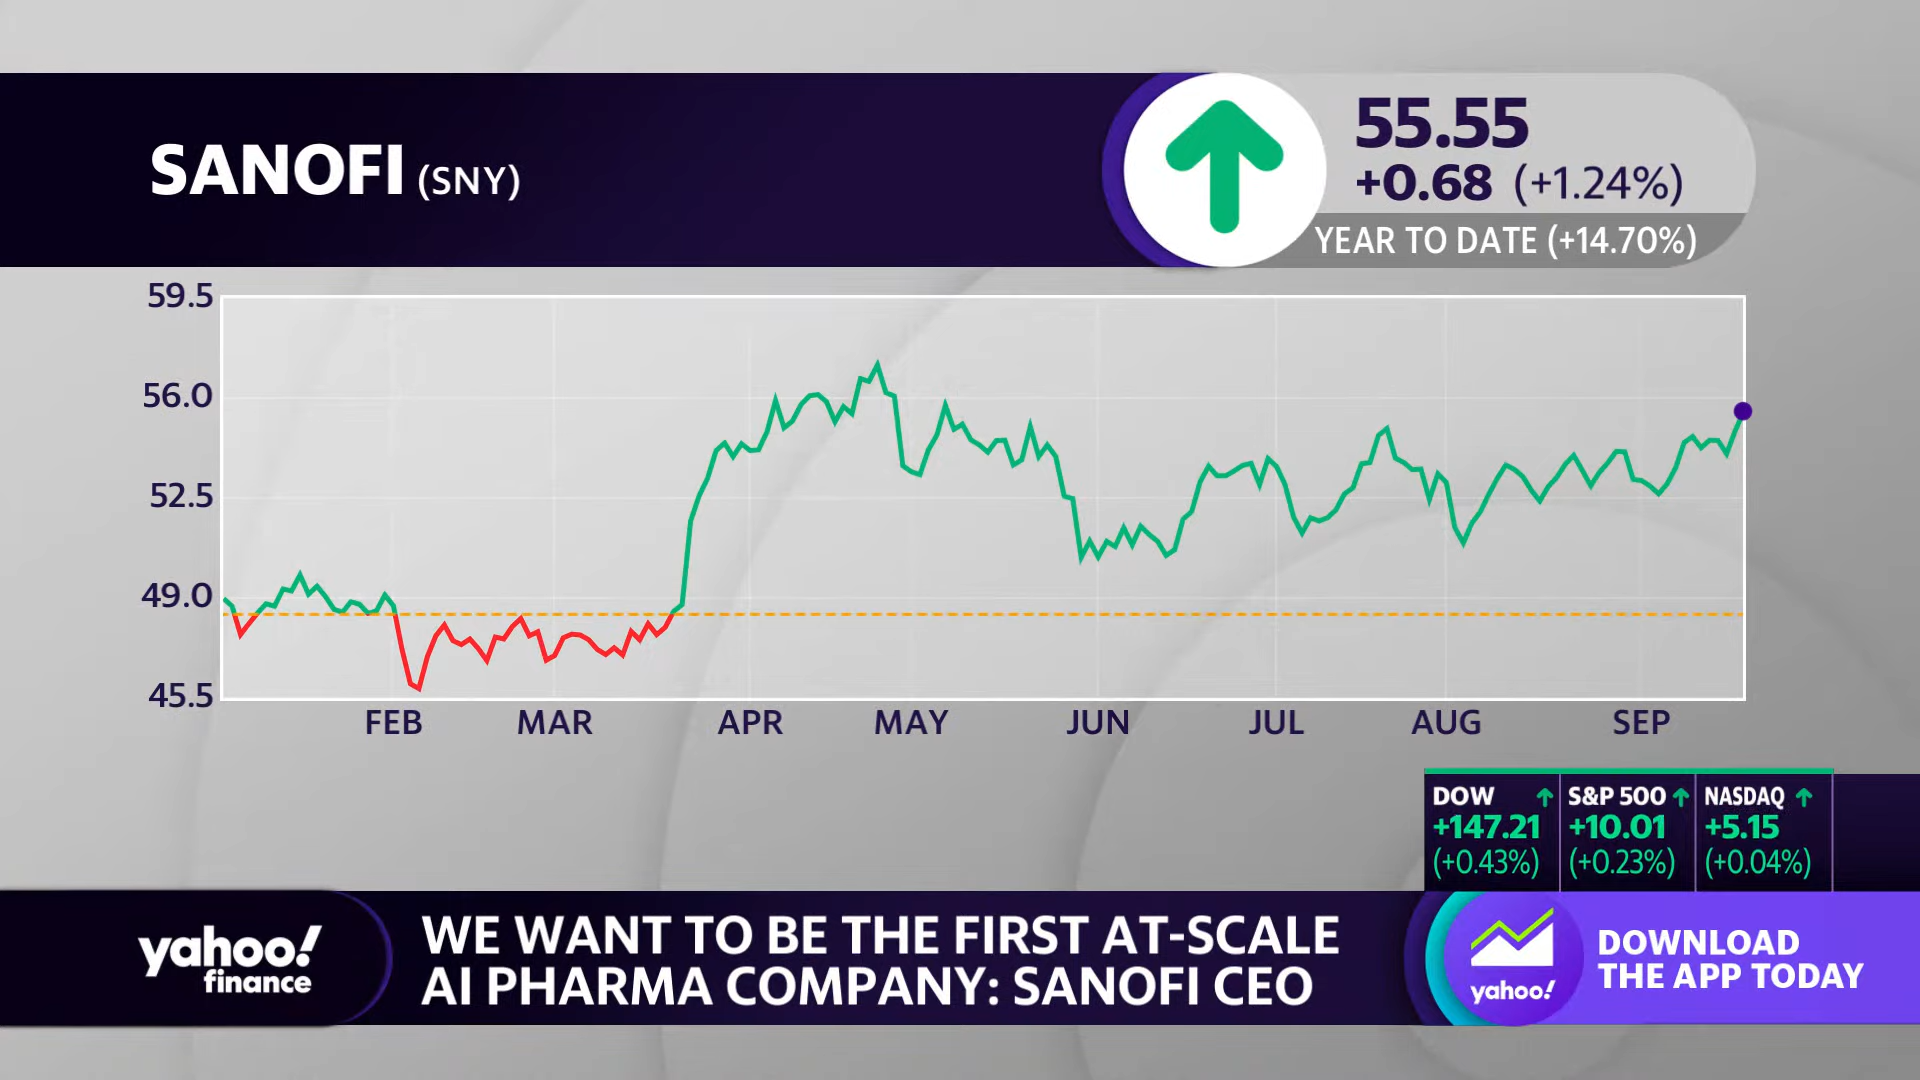 SANOFI (SNY)
55.55
+0.68 (+1.24%)
YEAR TO DATE (+14.70%)
59.5
56.0
52.5
49.0
45.5
FEB MAR APR MAY JUN JUL AUG SEP
DOW S&P 500 NASDAQ
+147.21 +10.01 +5.15
(+0.43%) (+0.23%) (+0.04%)
yahoo!
finance
WE WANT TO BE THE FIRST AT-SCALE
AI PHARMA COMPANY: SANOFI CEO
yahoo!
DOWNLOAD
THE APP TODAY